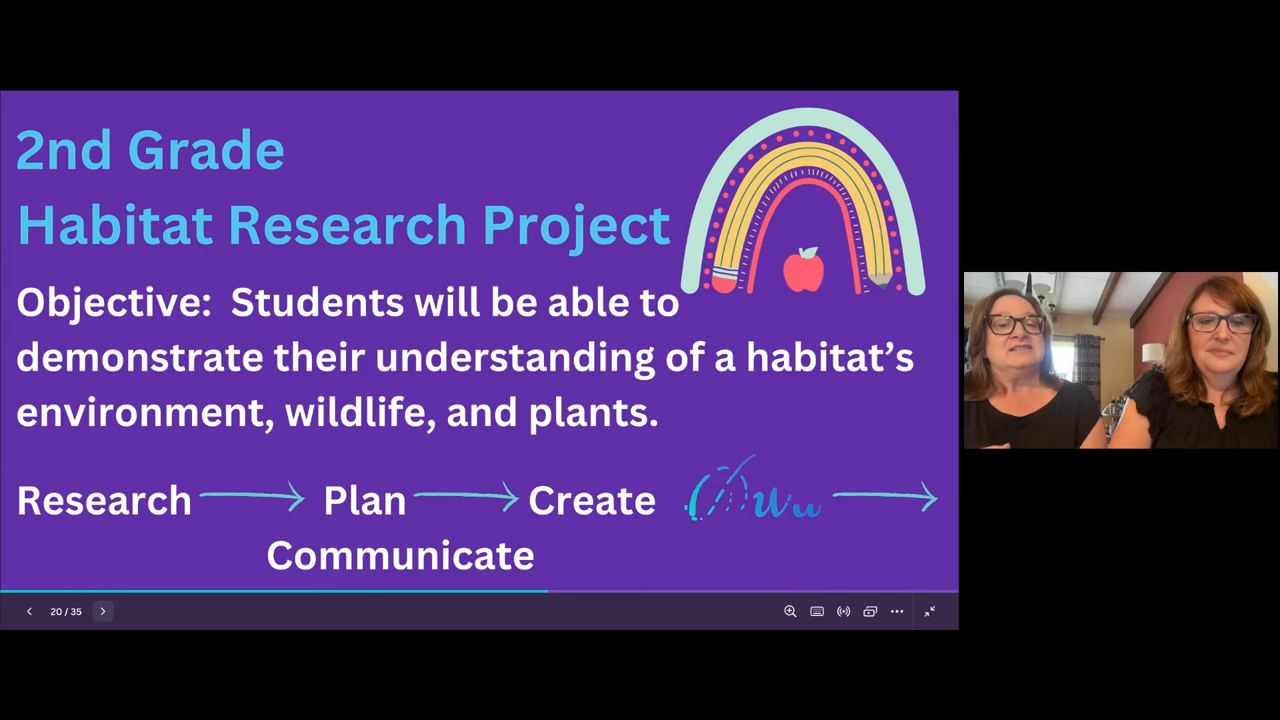 2nd Grade
Habitat Research Project
Objective: Students will be able to
demonstrate their understanding of a habitat's
environment, wildlife, and plants.
Research Plan Create
Communicate
20 / 35